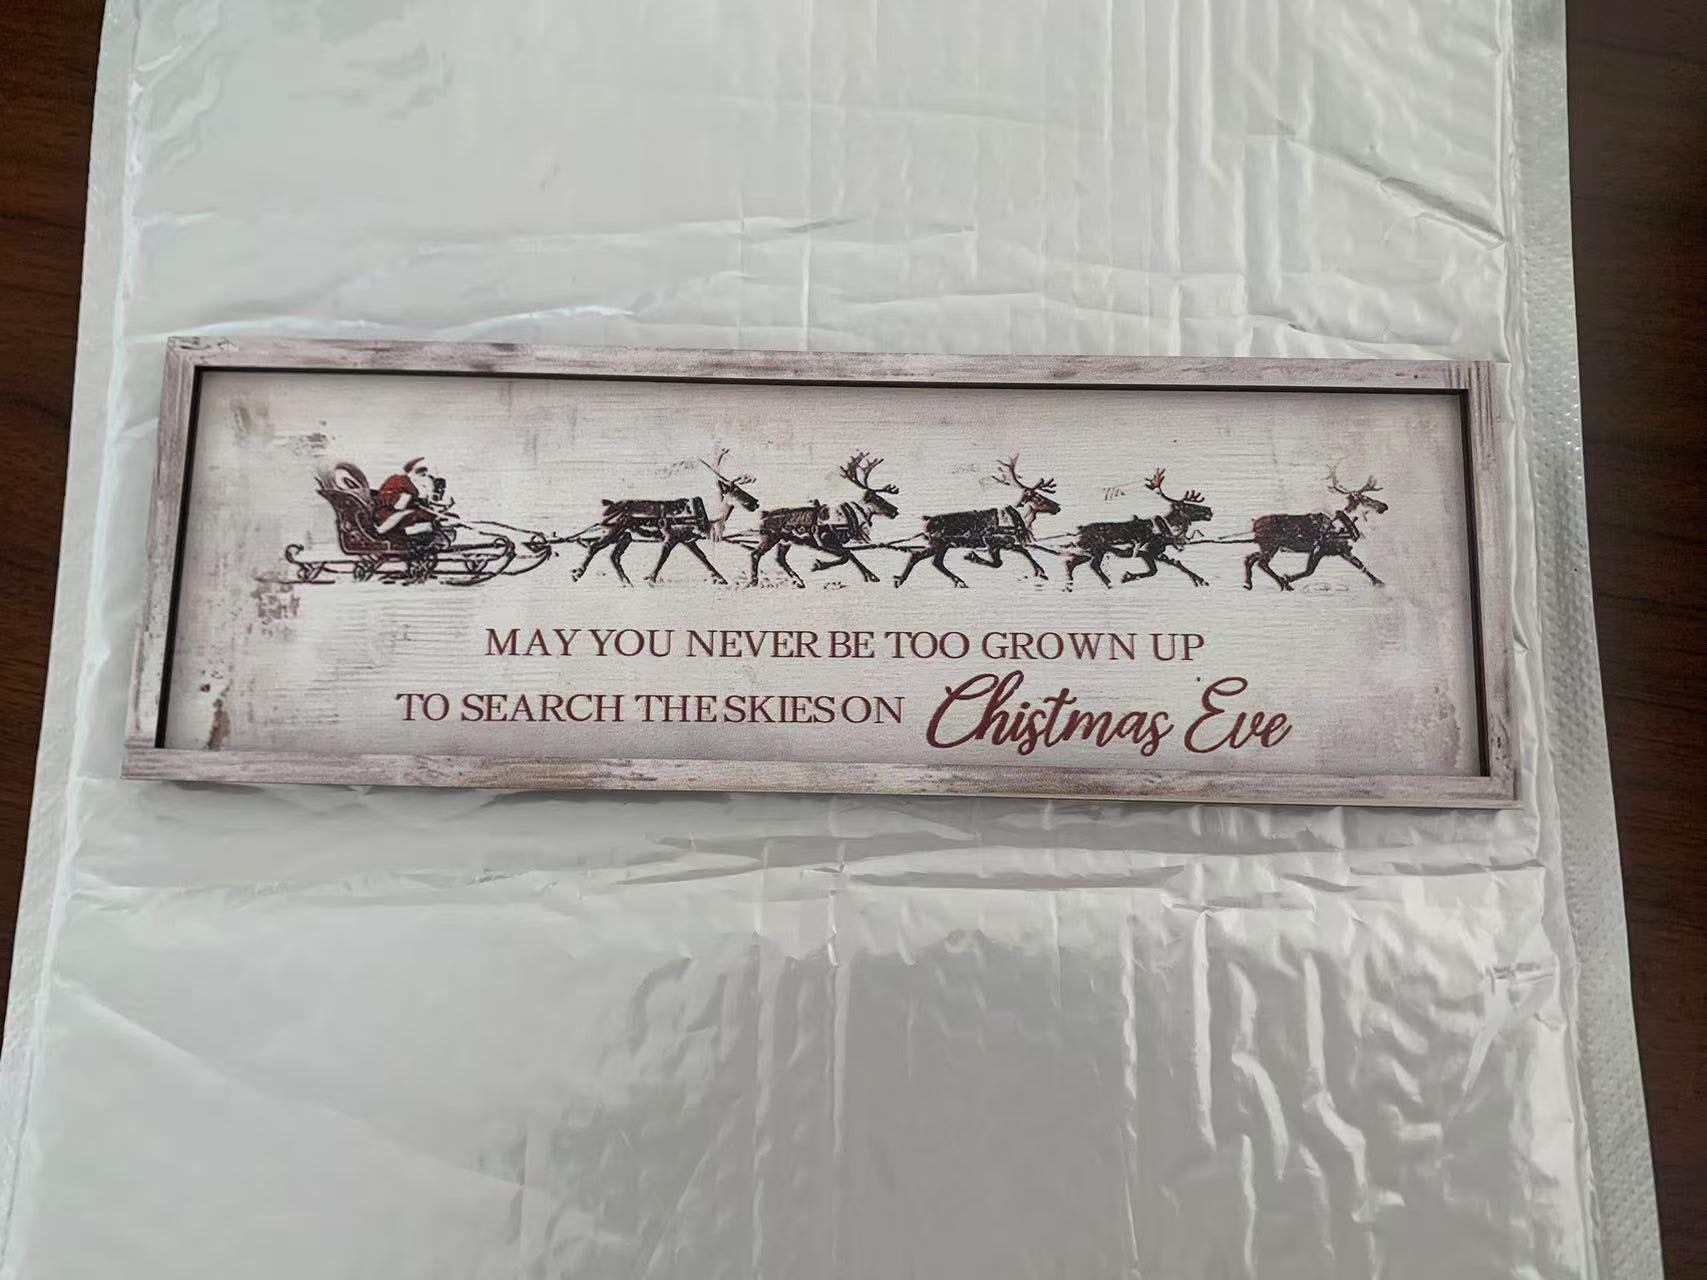 MAY YOU NEVER BE TOO GROWN UP
TO SEARCH THE SKIES ON Chistmas Eve